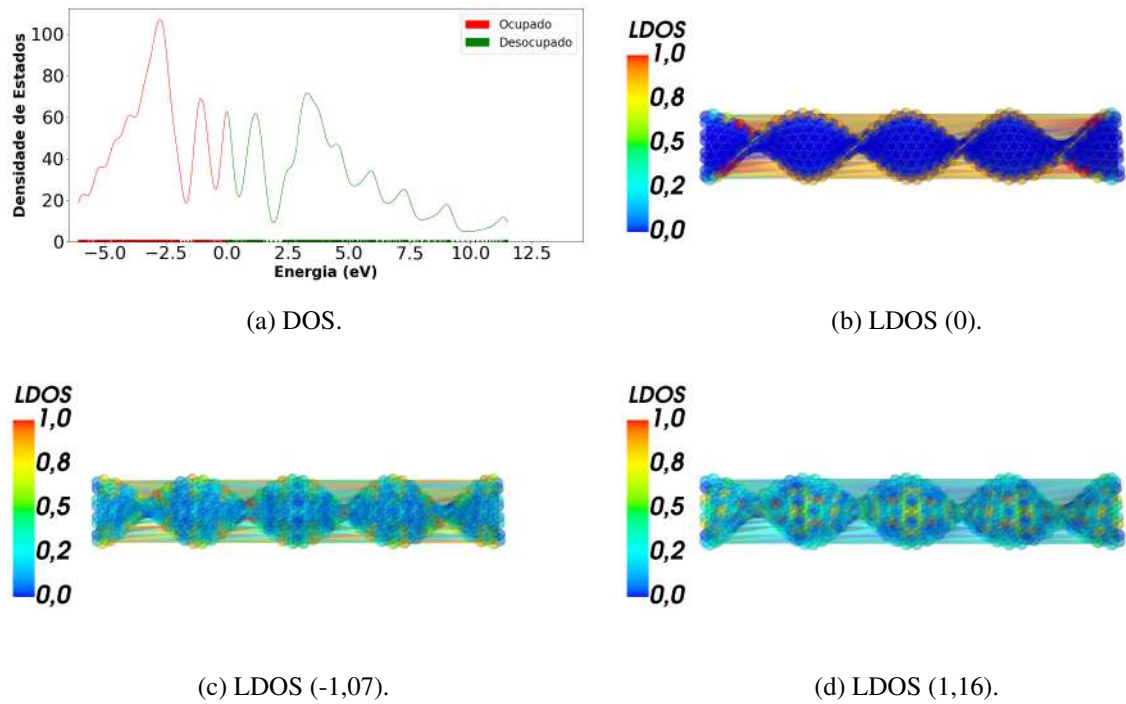 100
80
60
40
20
0
Densidade de Estados
Ocupado
Desocupado
−5.0 −2.5 0.0 2.5 5.0 7.5 10.0 12.5
Energia (eV)
(a) DOS.
LDOS
1,0
0,8
0,5
0,2
0,0
(b) LDOS (0).
LDOS
1,0
0,8
0,5
0,2
0,0
(c) LDOS (-1,07).
LDOS
1,0
0,8
0,5
0,2
0,0
(d) LDOS (1,16).